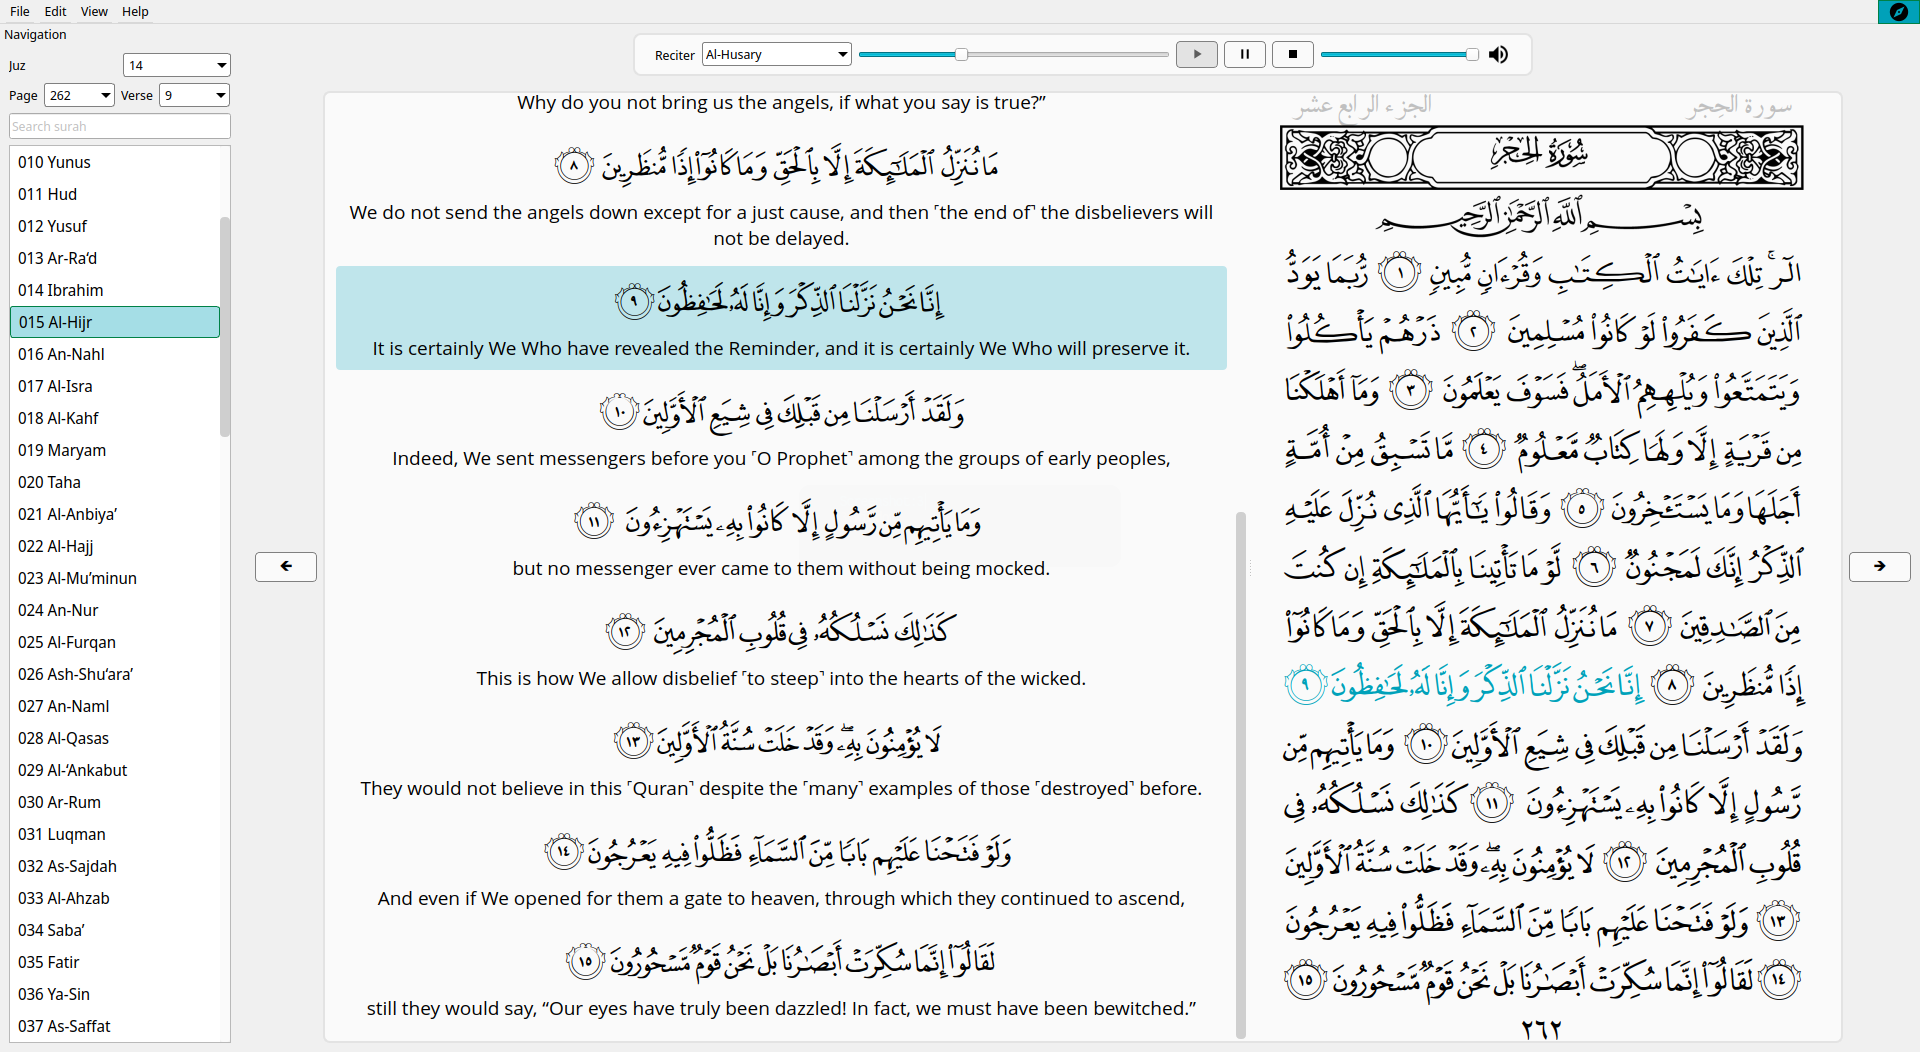 File Edit View Help
Navigation
Juz 14
Page 262 Verse 9
Search surah
010 Yunus
011 Hud
012 Yusuf
013 Ar-Ra‘d
014 Ibrahim
015 Al-Hijr
016 An-Nahl
017 Al-Isra
018 Al-Kahf
019 Maryam
020 Taha
021 Al-Anbiya’
022 Al-Hajj
023 Al-Mu’minun
024 An-Nur
025 Al-Furqan
026 Ash-Shu‘ara’
027 An-Naml
028 Al-Qasas
029 Al-‘Ankabut
030 Ar-Rum
031 Luqman
032 As-Sajdah
033 Al-Ahzab
034 Saba’
035 Fatir
036 Ya-Sin
037 As-Saffat
Reciter Al-Husary
Why do you not bring us the angels, if what you say is true?”
مَا نُنَزِّلُ ٱلْمَلَـٰٓئِكَةَ إِلَّا بِٱلْحَقِّ وَمَا كَانُوٓا۟ إِذًا مُّنظَرِينَ ٨
We do not send the angels down except for a just cause, and then ˹the end of˺ the disbelievers will
not be delayed.
إِنَّا نَحْنُ نَزَّلْنَا ٱلذِّكْرَ وَإِنَّا لَهُۥ لَحَـٰفِظُونَ ٩
It is certainly We Who have revealed the Reminder, and it is certainly We Who will preserve it.
وَلَقَدْ أَرْسَلْنَا مِن قَبْلِكَ فِى شِيَعِ ٱلْأَوَّلِينَ ١٠
Indeed, We sent messengers before you ˹O Prophet˺ among the groups of early peoples,
وَمَا يَأْتِيهِم مِّن رَّسُولٍ إِلَّا كَانُوا۟ بِهِۦ يَسْتَهْزِءُونَ ١١
but no messenger ever came to them without being mocked.
كَذَٰلِكَ نَسْلُكُهُۥ فِى قُلُوبِ ٱلْمُجْرِمِينَ ١٢
This is how We allow disbelief ˹to steep˺ into the hearts of the wicked.
لَا يُؤْمِنُونَ بِهِۦ ۖ وَقَدْ خَلَتْ سُنَّةُ ٱلْأَوَّلِينَ ١٣
They would not believe in this ˹Quran˺ despite the ˹many˺ examples of those ˹destroyed˺ before.
وَلَوْ فَتَحْنَا عَلَيْهِم بَابًا مِّنَ ٱلسَّمَآءِ فَظَلُّوا۟ فِيهِ يَعْرُجُونَ ١٤
And even if We opened for them a gate to heaven, through which they continued to ascend,
لَقَالُوٓا۟ إِنَّمَا سُكِّرَتْ أَبْصَـٰرُنَا بَلْ نَحْنُ قَوْمٌ مَّسْحُورُونَ ١٥
still they would say, “Our eyes have truly been dazzled! In fact, we must have been bewitched.”
سورة الحِجر الجزء الرابع عشر
سُورَةُ الحِجْرِ
بِسْمِ ٱللَّهِ ٱلرَّحْمَـٰنِ ٱلرَّحِيمِ
الٓر ۚ تِلْكَ ءَايَـٰتُ ٱلْكِتَـٰبِ وَقُرْءَانٍ مُّبِينٍ ١ رُّبَمَا يَوَدُّ
ٱلَّذِينَ كَفَرُوا۟ لَوْ كَانُوا۟ مُسْلِمِينَ ٢ ذَرْهُمْ يَأْكُلُوا۟
وَيَتَمَتَّعُوا۟ وَيُلْهِهِمُ ٱلْأَمَلُ ۖ فَسَوْفَ يَعْلَمُونَ ٣ وَمَآ أَهْلَكْنَا
مِن قَرْيَةٍ إِلَّا وَلَهَا كِتَابٌ مَّعْلُومٌ ٤ مَّا تَسْبِقُ مِنْ أُمَّةٍ
أَجَلَهَا وَمَا يَسْتَـْٔخِرُونَ ٥ وَقَالُوا۟ يَـٰٓأَيُّهَا ٱلَّذِى نُزِّلَ عَلَيْهِ
ٱلذِّكْرُ إِنَّكَ لَمَجْنُونٌ ٦ لَّوْ مَا تَأْتِينَا بِٱلْمَلَـٰٓئِكَةِ إِن كُنتَ
مِنَ ٱلصَّـٰدِقِينَ ٧ مَا نُنَزِّلُ ٱلْمَلَـٰٓئِكَةَ إِلَّا بِٱلْحَقِّ وَمَا كَانُوٓا۟
إِذًا مُّنظَرِينَ ٨ إِنَّا نَحْنُ نَزَّلْنَا ٱلذِّكْرَ وَإِنَّا لَهُۥ لَحَـٰفِظُونَ ٩
وَلَقَدْ أَرْسَلْنَا مِن قَبْلِكَ فِى شِيَعِ ٱلْأَوَّلِينَ ١٠ وَمَا يَأْتِيهِم مِّن
رَّسُولٍ إِلَّا كَانُوا۟ بِهِۦ يَسْتَهْزِءُونَ ١١ كَذَٰلِكَ نَسْلُكُهُۥ فِى
قُلُوبِ ٱلْمُجْرِمِينَ ١٢ لَا يُؤْمِنُونَ بِهِۦ ۖ وَقَدْ خَلَتْ سُنَّةُ ٱلْأَوَّلِينَ
١٣ وَلَوْ فَتَحْنَا عَلَيْهِم بَابًا مِّنَ ٱلسَّمَآءِ فَظَلُّوا۟ فِيهِ يَعْرُجُونَ
١٤ لَقَالُوٓا۟ إِنَّمَا سُكِّرَتْ أَبْصَـٰرُنَا بَلْ نَحْنُ قَوْمٌ مَّسْحُورُونَ ١٥
٢٦٢